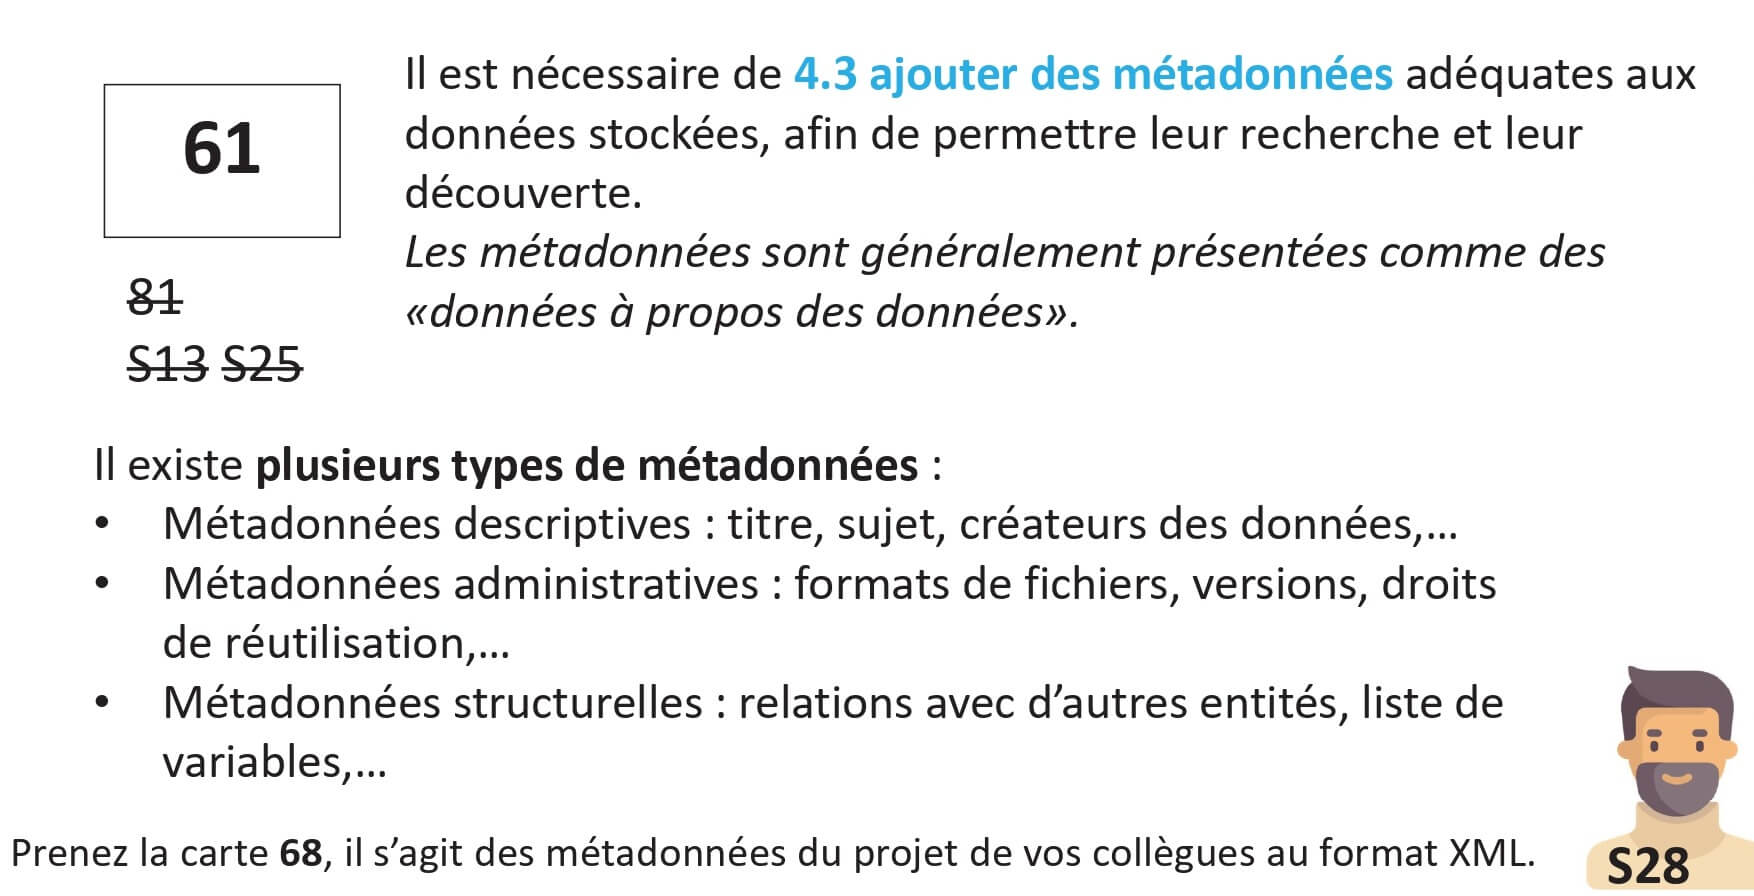 61
81
S13 S25
Il est nécessaire de 4.3 ajouter des métadonnées adéquates aux
données stockées, afin de permettre leur recherche et leur
découverte.
Les métadonnées sont généralement présentées comme des
«données à propos des données».
Il existe plusieurs types de métadonnées :
• Métadonnées descriptives : titre, sujet, créateurs des données,...
• Métadonnées administratives : formats de fichiers, versions, droits
de réutilisation,...
• Métadonnées structurelles : relations avec d’autres entités, liste de
variables,...
Prenez la carte 68, il s’agit des métadonnées du projet de vos collègues au format XML.
S28